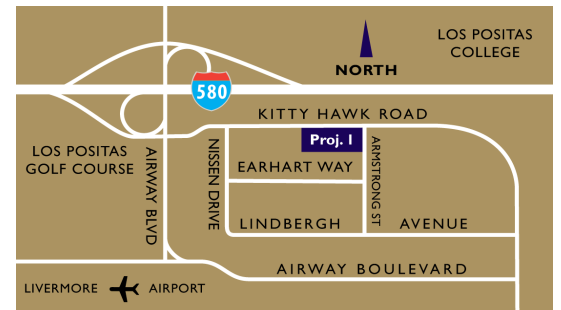 LOS POSITAS
COLLEGE
NORTH
580
KITTY HAWK ROAD
Proj. I
LOS POSITAS
GOLF COURSE
AIRWAY BLVD
NISSEN DRIVE
EARHART WAY
ARMSTRONG ST
LINDBERGH AVENUE
AIRWAY BOULEVARD
LIVERMORE AIRPORT